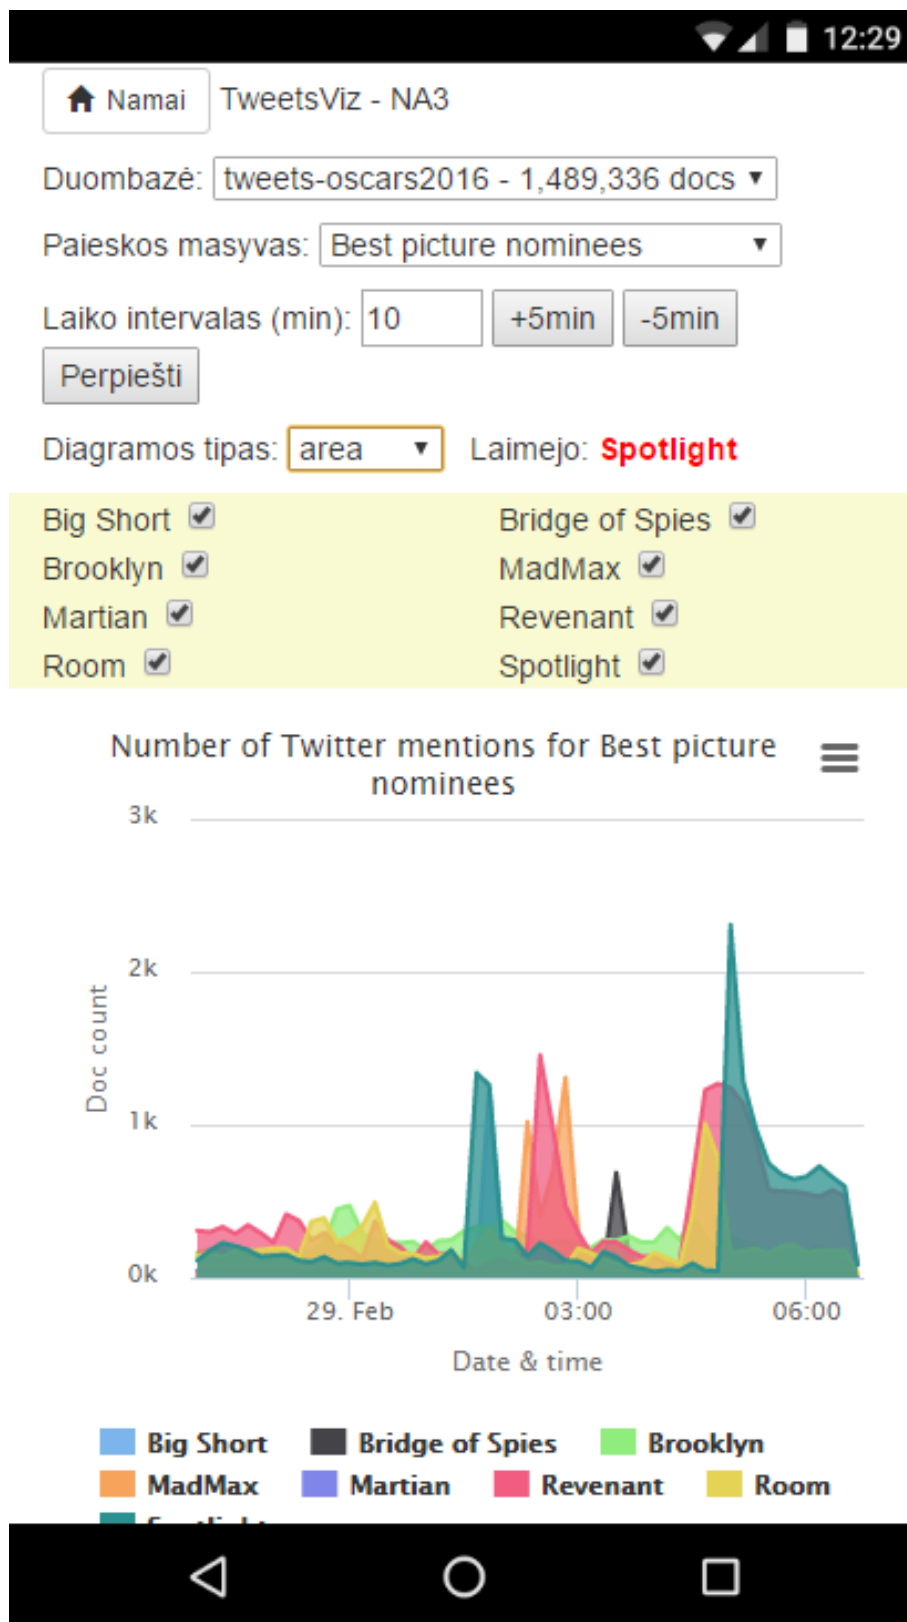 12:29
Namai TweetsViz - NA3
Duombazė: tweets-oscars2016 - 1,489,336 docs
Paieskos masyvas: Best picture nominees
Laiko intervalas (min): 10 +5min -5min
Perpiešti
Diagramos tipas: area Laimejo: Spotlight
Big Short Bridge of Spies
Brooklyn MadMax
Martian Revenant
Room Spotlight
Number of Twitter mentions for Best picture
nominees
3k
2k
1k
0k
Doc count
29. Feb 03:00 06:00
Date & time
Big Short Bridge of Spies Brooklyn
MadMax Martian Revenant Room